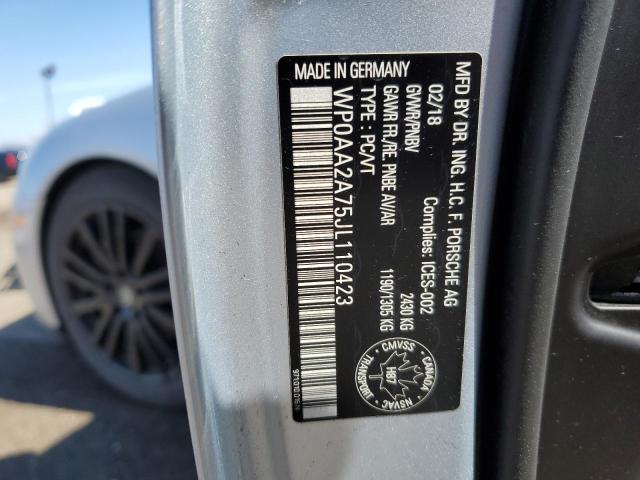 MFD BY DR. ING. H.C. F. PORSCHE AG
02/18 Complies: ICES-002
GVWR/PNBV 2430 KG
GAWR FR./RE. PNBE AV/AR 1190/1305 KG
TYPE : PC/VT
WP0AA2A75JL110423
MADE IN GERMANY
CMVSS
CANADA
TRANSPORT
NSVAC